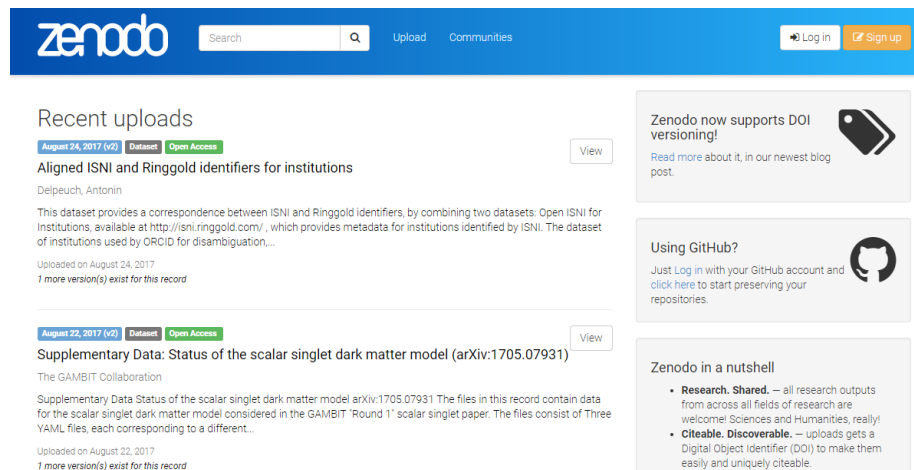 zenodo
Search
Upload
Communities
Log in
Sign up
Recent uploads
August 24, 2017 (v2) Dataset Open Access
View
Aligned ISNI and Ringgold identifiers for institutions
Delpeuch, Antonin
This dataset provides a correspondence between ISNI and Ringgold identifiers, by combining two datasets: Open ISNI for
Institutions, available at http://isni.ringgold.com/ , which provides metadata for institutions identified by ISNI. The dataset
of institutions used by ORCID for disambiguation,...
Uploaded on August 24, 2017
1 more version(s) exist for this record
August 22, 2017 (v2) Dataset Open Access
View
Supplementary Data: Status of the scalar singlet dark matter model (arXiv:1705.07931)
The GAMBIT Collaboration
Supplementary Data Status of the scalar singlet dark matter model arXiv:1705.07931 The files in this record contain data
for the scalar singlet dark matter model considered in the GAMBIT "Round 1" scalar singlet paper. The files consist of Three
YAML files, each corresponding to a different...
Uploaded on August 22, 2017
1 more version(s) exist for this record
Zenodo now supports DOI
versioning!
Read more about it, in our newest blog
post.
Using GitHub?
Just Log in with your GitHub account and
click here to start preserving your
repositories.
Zenodo in a nutshell
• Research. Shared. — all research outputs
from across all fields of research are
welcome! Sciences and Humanities, really!
• Citeable. Discoverable. — uploads gets a
Digital Object Identifier (DOI) to make them
easily and uniquely citeable.